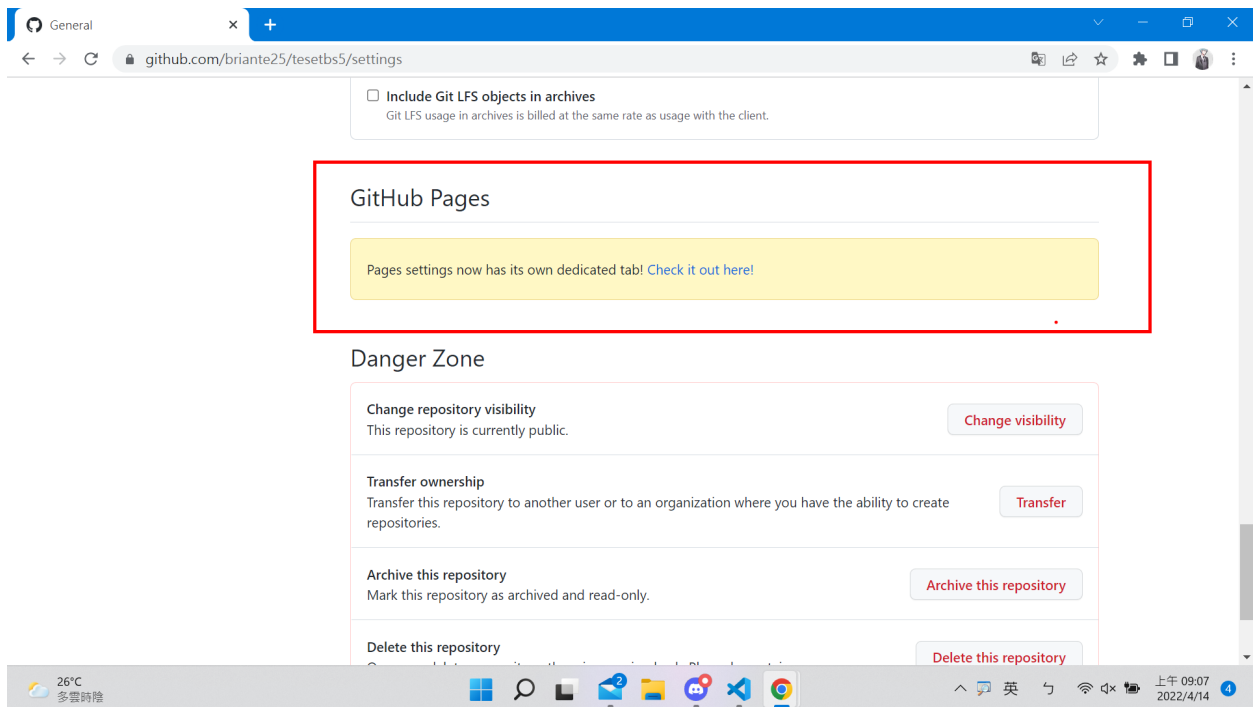 General
github.com/briante25/tesetbs5/settings
Include Git LFS objects in archives
Git LFS usage in archives is billed at the same rate as usage with the client.
GitHub Pages
Pages settings now has its own dedicated tab! Check it out here!
Danger Zone
Change repository visibility
This repository is currently public.
Change visibility
Transfer ownership
Transfer this repository to another user or to an organization where you have the ability to create
repositories.
Transfer
Archive this repository
Mark this repository as archived and read-only.
Archive this repository
Delete this repository
Delete this repository
26°C
多雲時陰
2
英
ㄅ
上午 09:07
2022/4/14
4